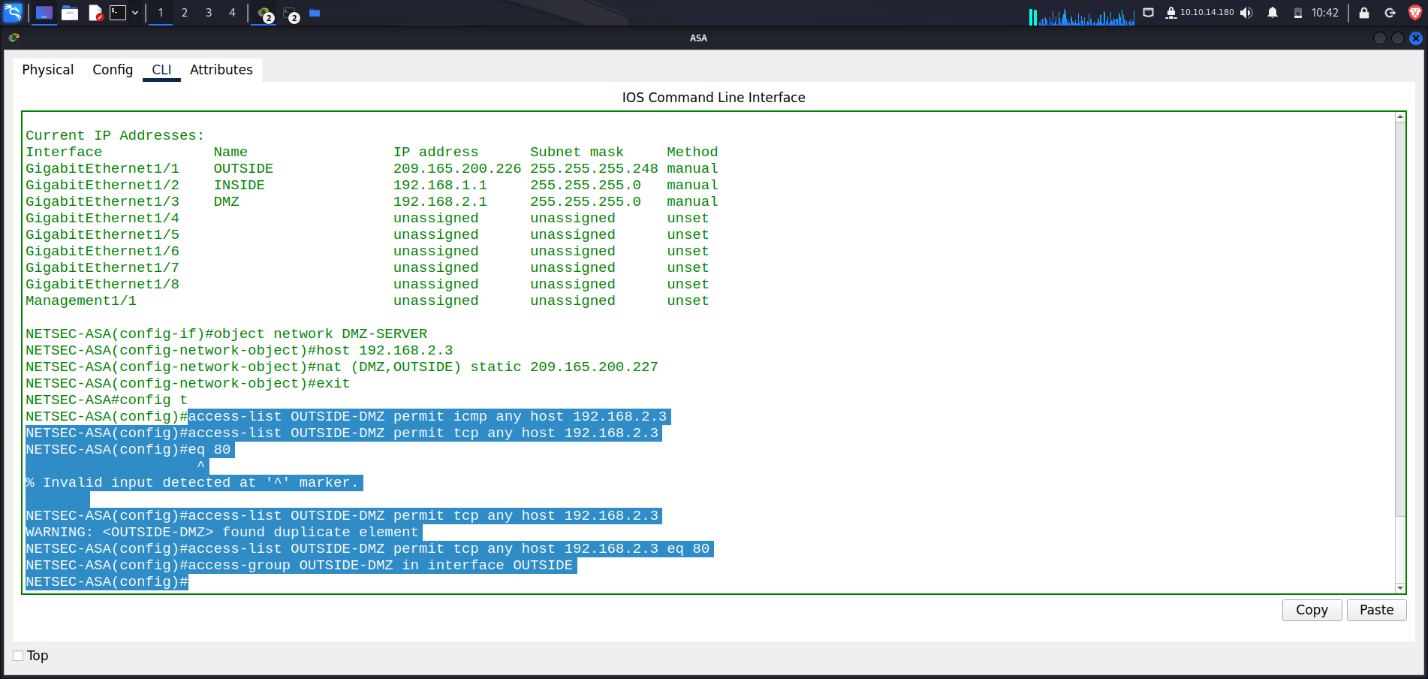 1 2 3 4 2 2 10.10.14.180 10:42
ASA
Physical Config CLI Attributes
IOS Command Line Interface
Current IP Addresses:
Interface Name IP address Subnet mask Method
GigabitEthernet1/1 OUTSIDE 209.165.200.226 255.255.255.248 manual
GigabitEthernet1/2 INSIDE 192.168.1.1 255.255.255.0 manual
GigabitEthernet1/3 DMZ 192.168.2.1 255.255.255.0 manual
GigabitEthernet1/4 unassigned unassigned unset
GigabitEthernet1/5 unassigned unassigned unset
GigabitEthernet1/6 unassigned unassigned unset
GigabitEthernet1/7 unassigned unassigned unset
GigabitEthernet1/8 unassigned unassigned unset
Management1/1 unassigned unassigned unset
NETSEC-ASA(config-if)#object network DMZ-SERVER
NETSEC-ASA(config-network-object)#host 192.168.2.3
NETSEC-ASA(config-network-object)#nat (DMZ,OUTSIDE) static 209.165.200.227
NETSEC-ASA(config-network-object)#exit
NETSEC-ASA#config t
NETSEC-ASA(config)#access-list OUTSIDE-DMZ permit icmp any host 192.168.2.3
NETSEC-ASA(config)#access-list OUTSIDE-DMZ permit tcp any host 192.168.2.3
NETSEC-ASA(config)#eq 80
^
% Invalid input detected at '^' marker.
NETSEC-ASA(config)#access-list OUTSIDE-DMZ permit tcp any host 192.168.2.3
WARNING: <OUTSIDE-DMZ> found duplicate element
NETSEC-ASA(config)#access-list OUTSIDE-DMZ permit tcp any host 192.168.2.3 eq 80
NETSEC-ASA(config)#access-group OUTSIDE-DMZ in interface OUTSIDE
NETSEC-ASA(config)#
Copy Paste
Top